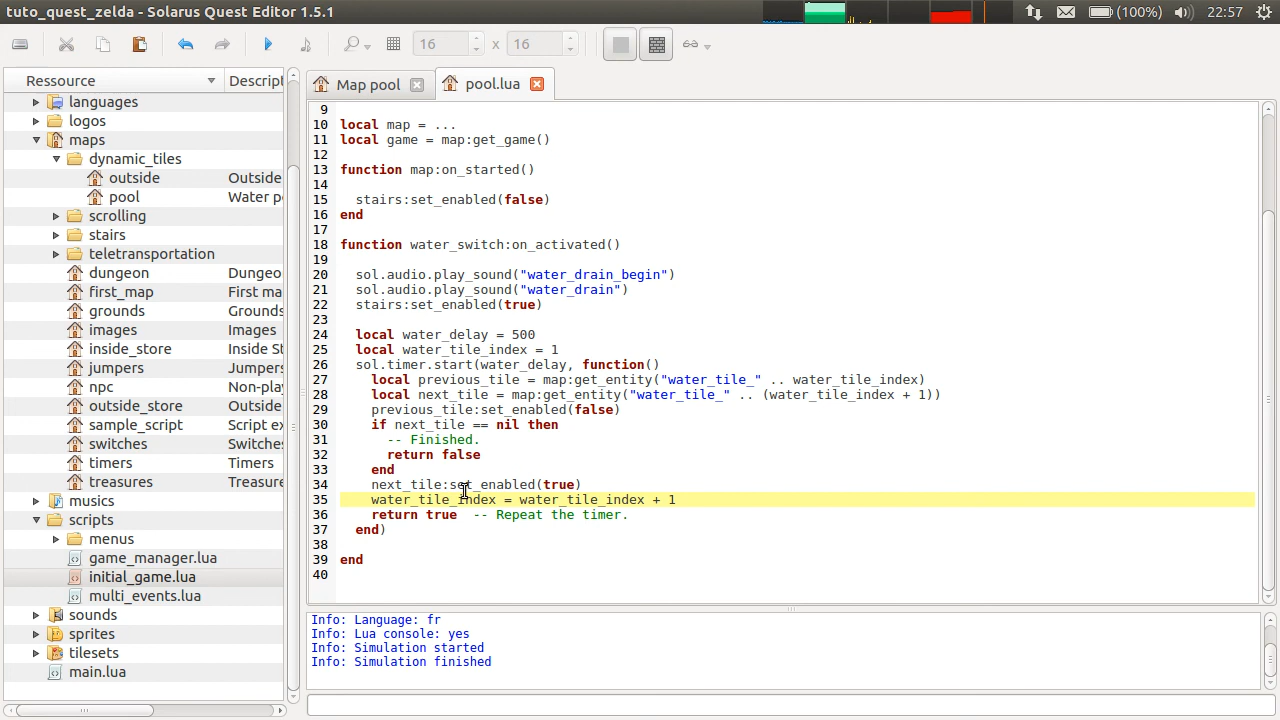 tuto_quest_zelda - Solarus Quest Editor 1.5.1
(100%) 22:57
16 x 16
Ressource Descript
languages
logos
maps
dynamic_tiles
outside Outside
pool Water p
scrolling
stairs
teletransportation
dungeon Dungeo
first_map First ma
grounds Grounds
images Images
inside_store Inside St
jumpers Jumpers
npc Non-play
outside_store Outside
sample_script Script ex
switches Switches
timers Timers
treasures Treasures
musics
scripts
menus
game_manager.lua
initial_game.lua
multi_events.lua
sounds
sprites
tilesets
main.lua
Map pool pool.lua
9
10 local map = ...
11 local game = map:get_game()
12
13 function map:on_started()
14
15 stairs:set_enabled(false)
16 end
17
18 function water_switch:on_activated()
19
20 sol.audio.play_sound("water_drain_begin")
21 sol.audio.play_sound("water_drain")
22 stairs:set_enabled(true)
23
24 local water_delay = 500
25 local water_tile_index = 1
26 sol.timer.start(water_delay, function()
27 local previous_tile = map:get_entity("water_tile_" .. water_tile_index)
28 local next_tile = map:get_entity("water_tile_" .. (water_tile_index + 1))
29 previous_tile:set_enabled(false)
30 if next_tile == nil then
31 -- Finished.
32 return false
33 end
34 next_tile:set_enabled(true)
35 water_tile_index = water_tile_index + 1
36 return true -- Repeat the timer.
37 end)
38
39 end
40
Info: Language: fr
Info: Lua console: yes
Info: Simulation started
Info: Simulation finished